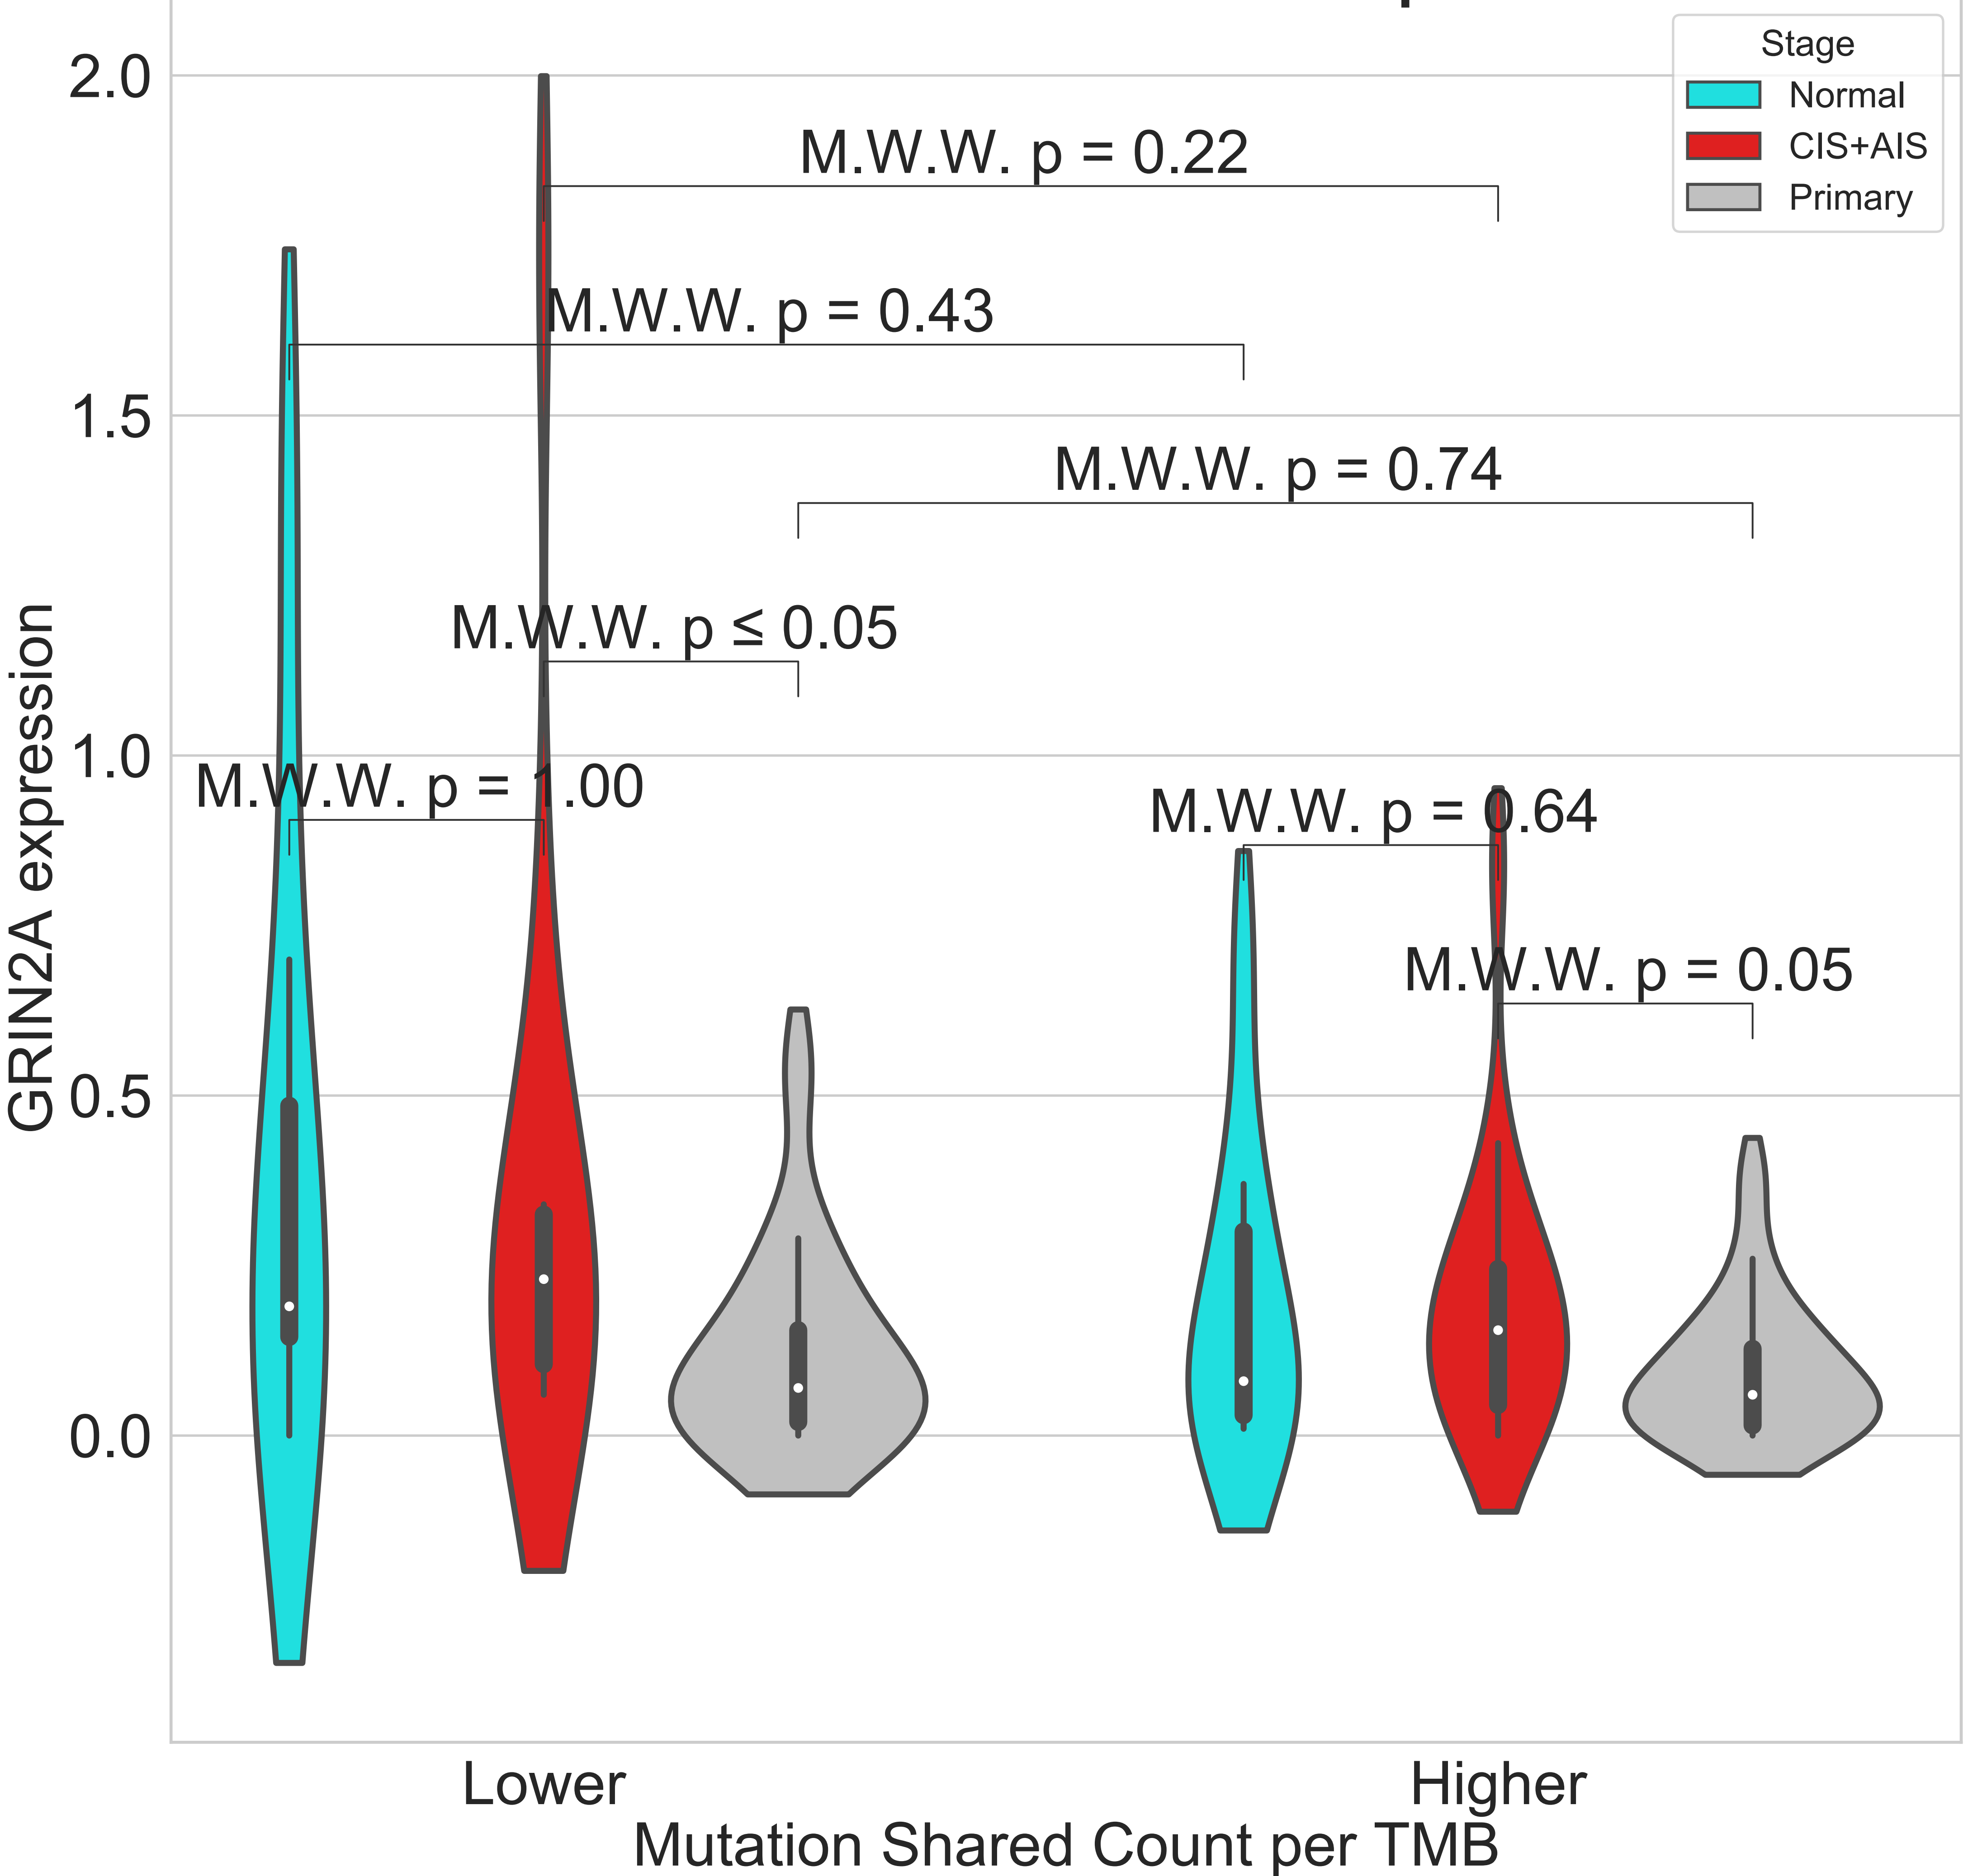 Stage
Normal
CIS+AIS
Primary
2.0
1.5
1.0
0.5
0.0
GRIN2A expression
M.W.W. p = 0.22
M.W.W. p = 0.43
M.W.W. p = 0.74
M.W.W. p ≤ 0.05
M.W.W. p = 1.00
M.W.W. p = 0.64
M.W.W. p = 0.05
Lower
Higher
Mutation Shared Count per TMB